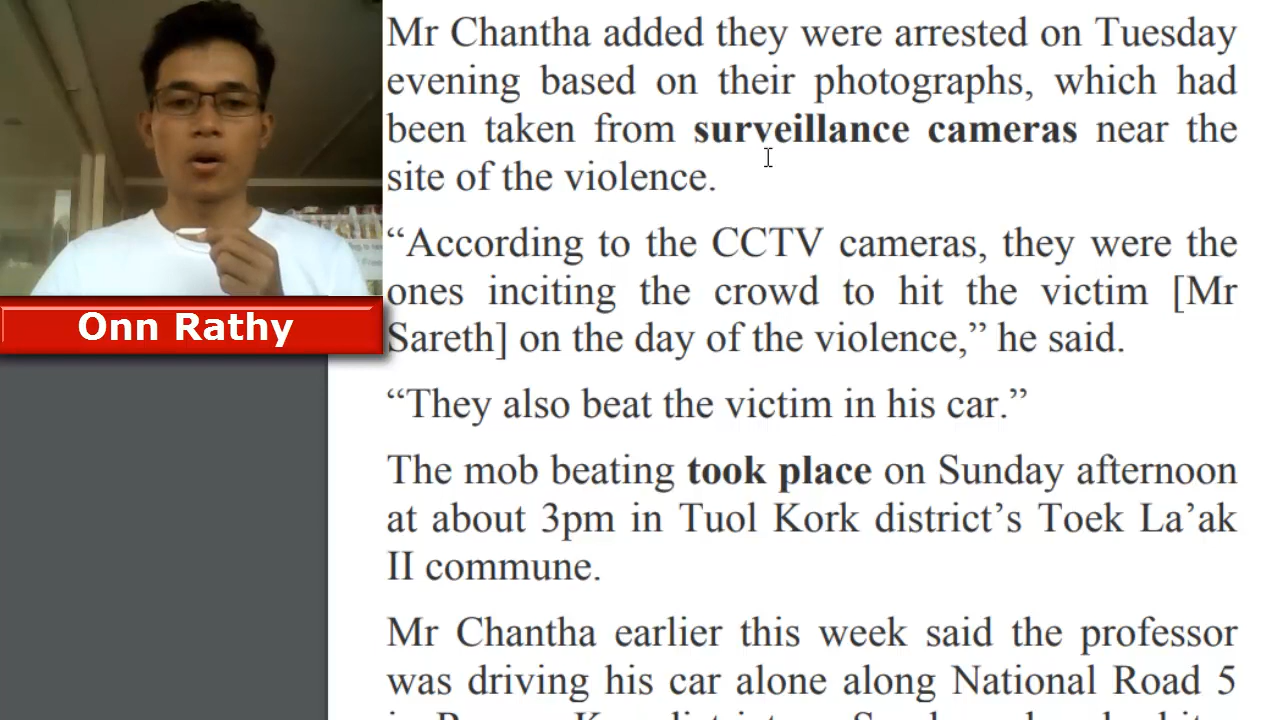 Mr Chantha added they were arrested on Tuesday
evening based on their photographs, which had
been taken from surveillance cameras near the
site of the violence.
“According to the CCTV cameras, they were the
ones inciting the crowd to hit the victim [Mr
Sareth] on the day of the violence,” he said.
“They also beat the victim in his car.”
The mob beating took place on Sunday afternoon
at about 3pm in Tuol Kork district’s Toek La’ak
II commune.
Mr Chantha earlier this week said the professor
was driving his car alone along National Road 5
Onn Rathy